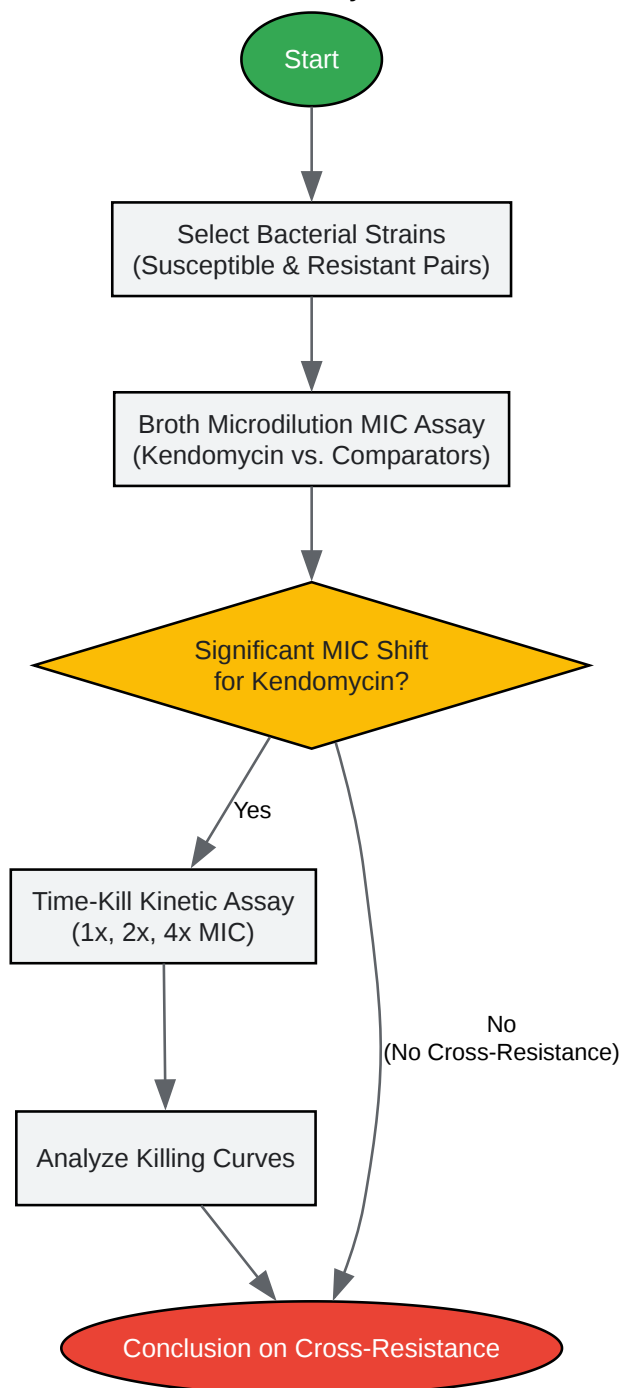 Start
Select Bacterial Strains
(Susceptible & Resistant Pairs)
Broth Microdilution MIC Assay
(Kendomycin vs. Comparators)
Significant MIC Shift
for Kendomycin?
Yes
Time-Kill Kinetic Assay
(1x, 2x, 4x MIC)
No
(No Cross-Resistance)
Analyze Killing Curves
Conclusion on Cross-Resistance